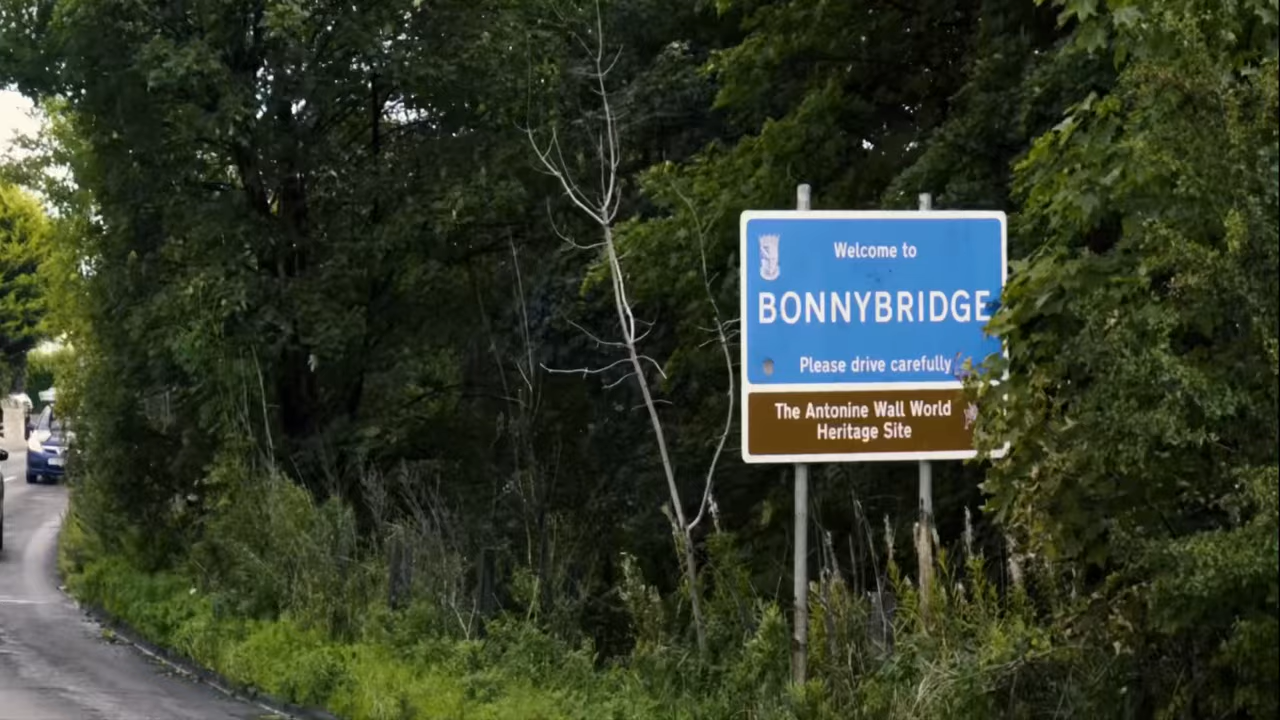 Welcome to
BONNYBRIDGE
Please drive carefully
The Antonine Wall World
Heritage Site